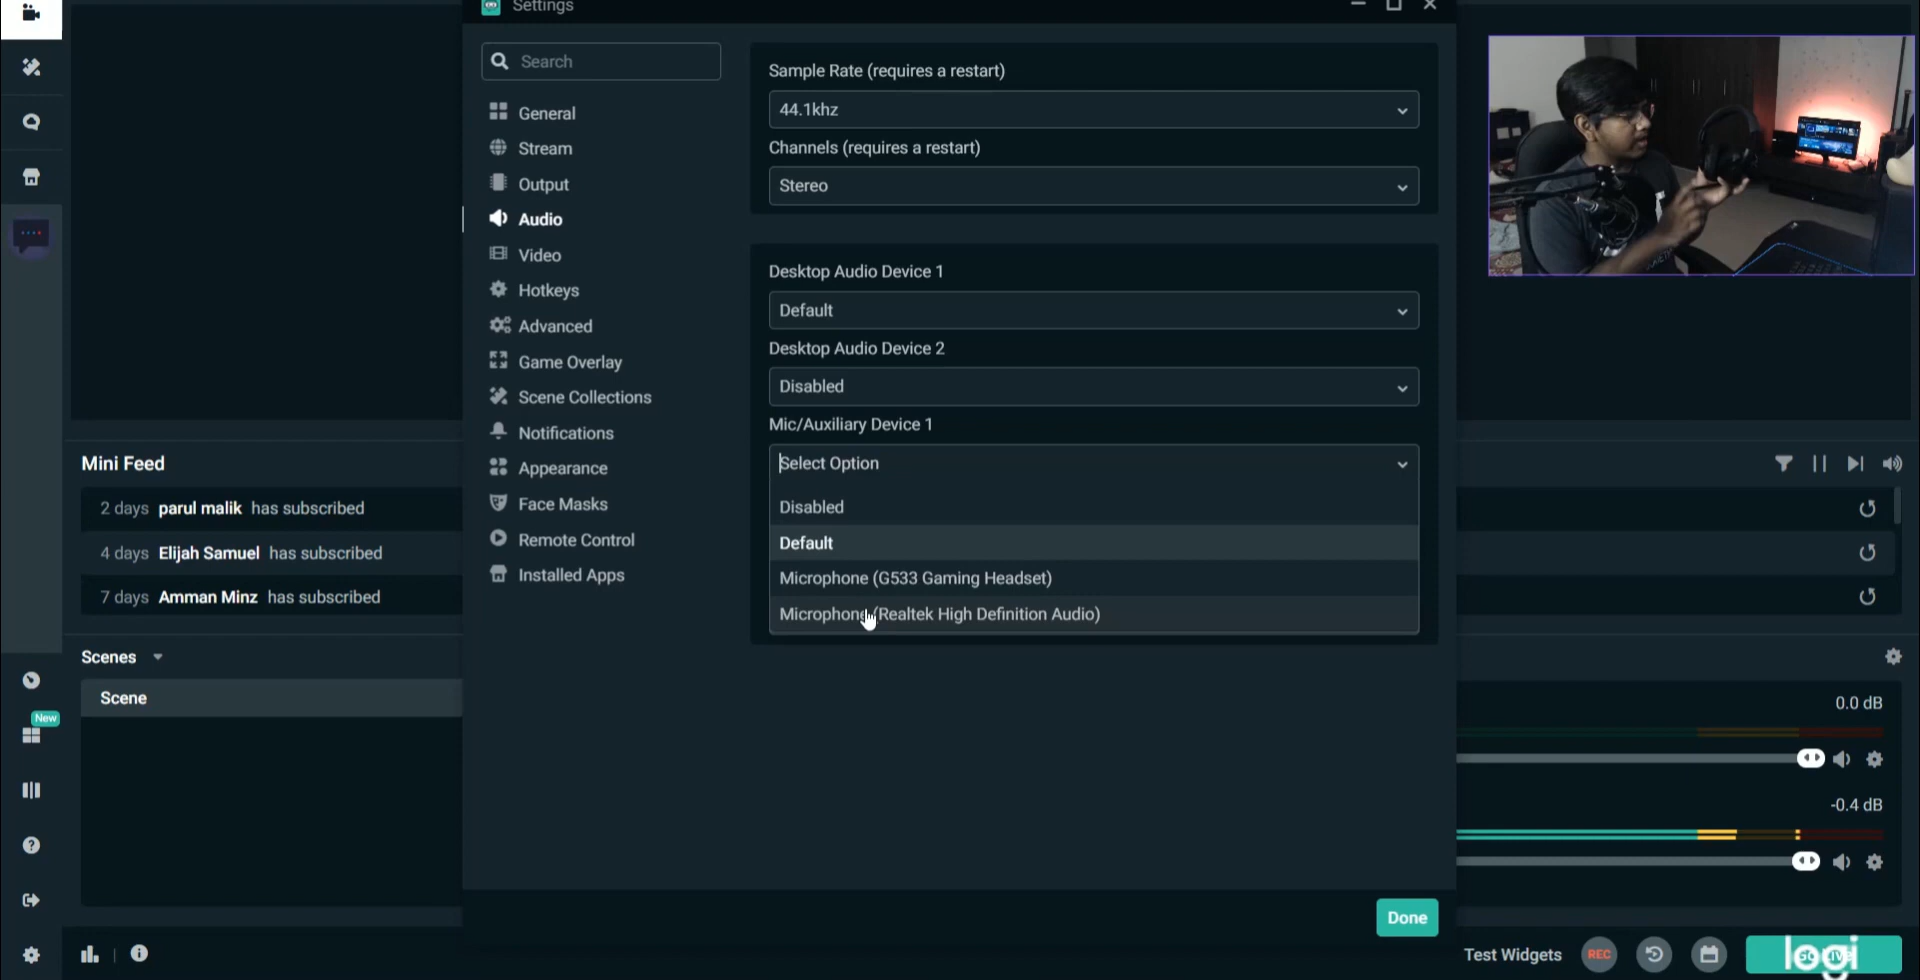 Settings
Search
General
Stream
Output
Audio
Video
Hotkeys
Advanced
Game Overlay
Scene Collections
Notifications
Appearance
Face Masks
Remote Control
Installed Apps
Sample Rate (requires a restart)
44.1khz
Channels (requires a restart)
Stereo
Desktop Audio Device 1
Default
Desktop Audio Device 2
Disabled
Mic/Auxiliary Device 1
Select Option
Disabled
Default
Microphone (G533 Gaming Headset)
Microphone (Realtek High Definition Audio)
Done
Mini Feed
2 days parul malik has subscribed
4 days Elijah Samuel has subscribed
7 days Amman Minz has subscribed
Scenes
Scene
New
0.0 dB
-0.4 dB
Test Widgets
REC
logi